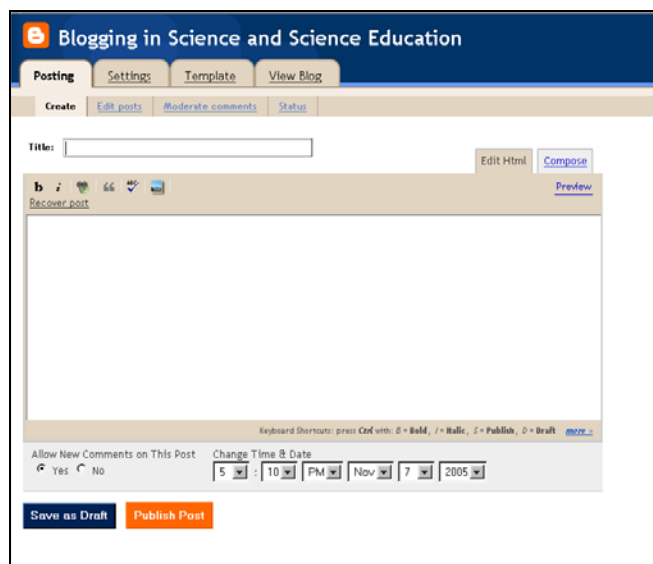 Blogging in Science and Science Education
Posting Settings Template View Blog
Create Edit posts Moderate comments Status
Title:
Edit Html Compose
b i “ ABC Preview
Recover post
Keyboard Shortcuts: press Ctrl with: B = Bold, I = Italic, S = Publish, D = Draft more »
Allow New Comments on This Post Change Time & Date
Yes No 5 : 10 PM Nov 7 2005
Save as Draft Publish Post